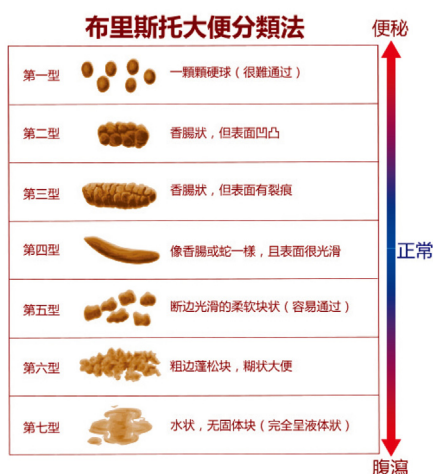 布里斯托大便分類法
便秘
第一型 一顆顆硬球（很難通过）
第二型 香腸狀，但表面凹凸
第三型 香腸狀，但表面有裂痕
第四型 像香腸或蛇一樣，且表面很光滑
正常
第五型 断边光滑的柔软块状（容易通过）
第六型 粗边蓬松块，糊状大便
第七型 水状，无固体块（完全呈液体狀）
腹瀉